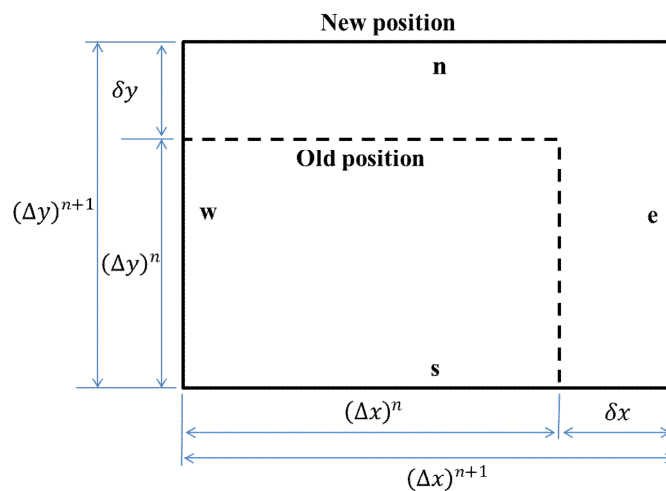 New position
n
δy
Old position
(Δy)ⁿ⁺¹
w
e
(Δy)ⁿ
s
(Δx)ⁿ
δx
(Δx)ⁿ⁺¹